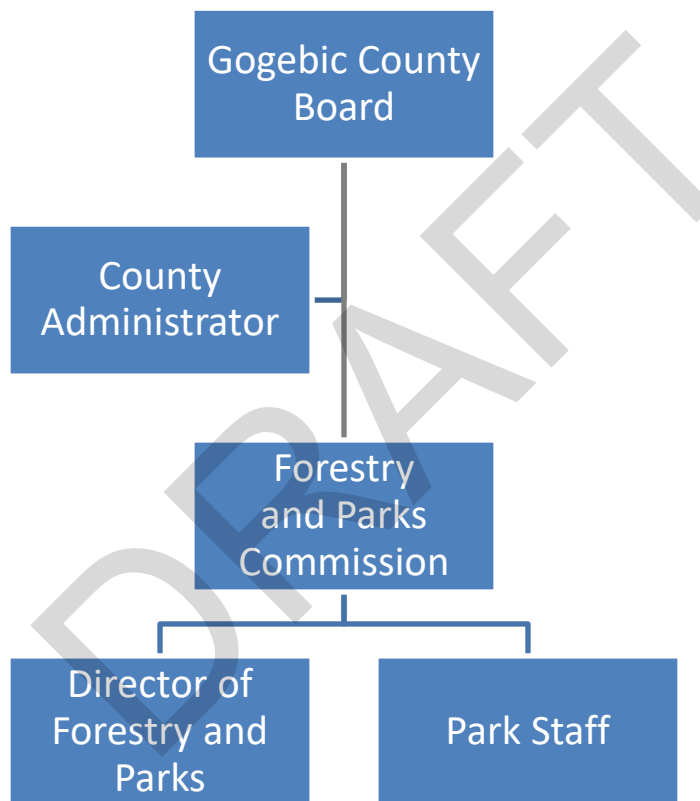 Gogebic County
Board
County
Administrator
Forestry
and Parks
Commission
Director of
Forestry and
Parks
Park Staff
DRAFT